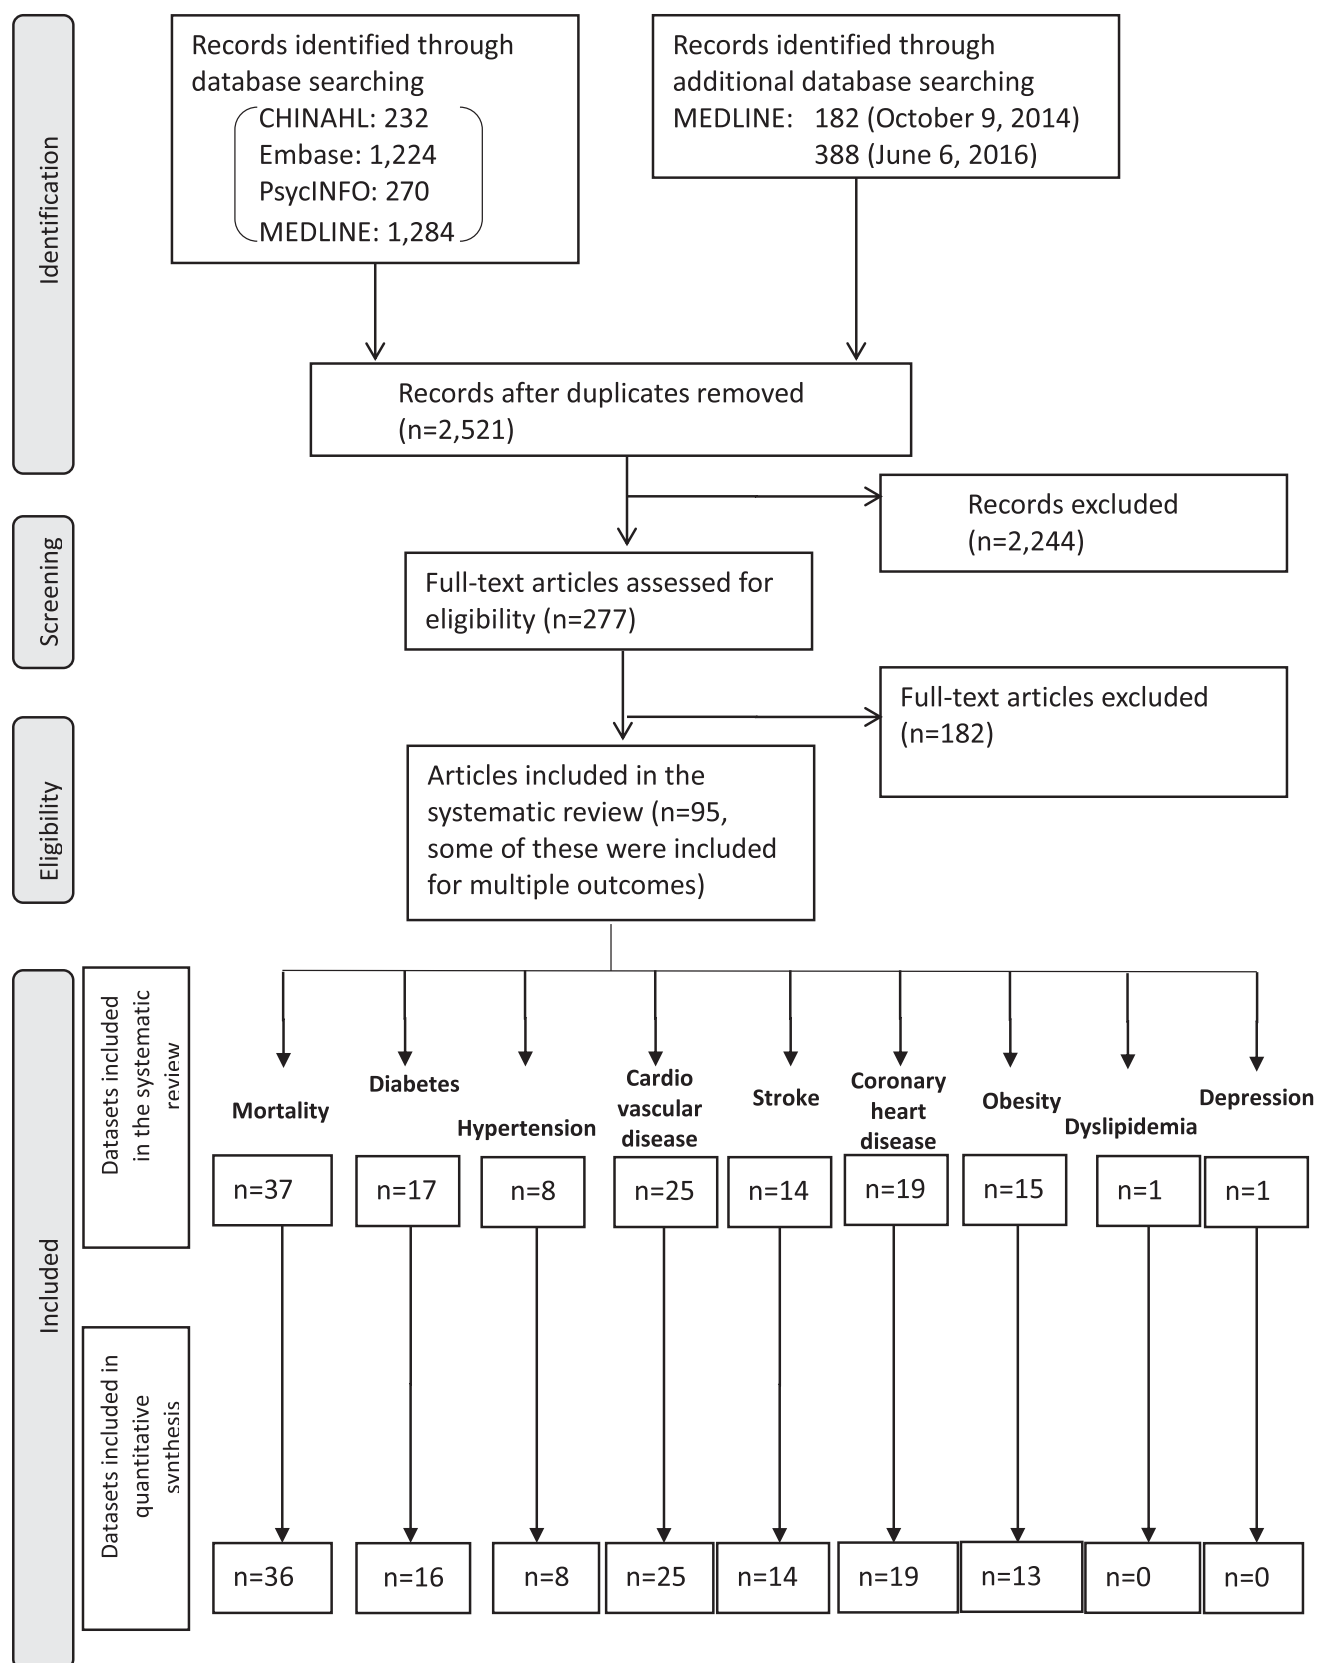 Identification
Records identified through
database searching
CHINAHL: 232
Embase: 1,224
PsycINFO: 270
MEDLINE: 1,284
Records identified through
additional database searching
MEDLINE: 182 (October 9, 2014)
388 (June 6, 2016)
Records after duplicates removed
(n=2,521)
Records excluded
(n=2,244)
Screening
Full-text articles assessed for
eligibility (n=277)
Full-text articles excluded
(n=182)
Eligibility
Articles included in the
systematic review (n=95,
some of these were included
for multiple outcomes)
Included
Datasets included
in the systematic
review
Mortality
Diabetes
Hypertension
Cardio
vascular
disease
Stroke
Coronary
heart
disease
Obesity
Dyslipidemia
Depression
n=37
n=17
n=8
n=25
n=14
n=19
n=15
n=1
n=1
Datasets included in
quantitative
synthesis
n=36
n=16
n=8
n=25
n=14
n=19
n=13
n=0
n=0